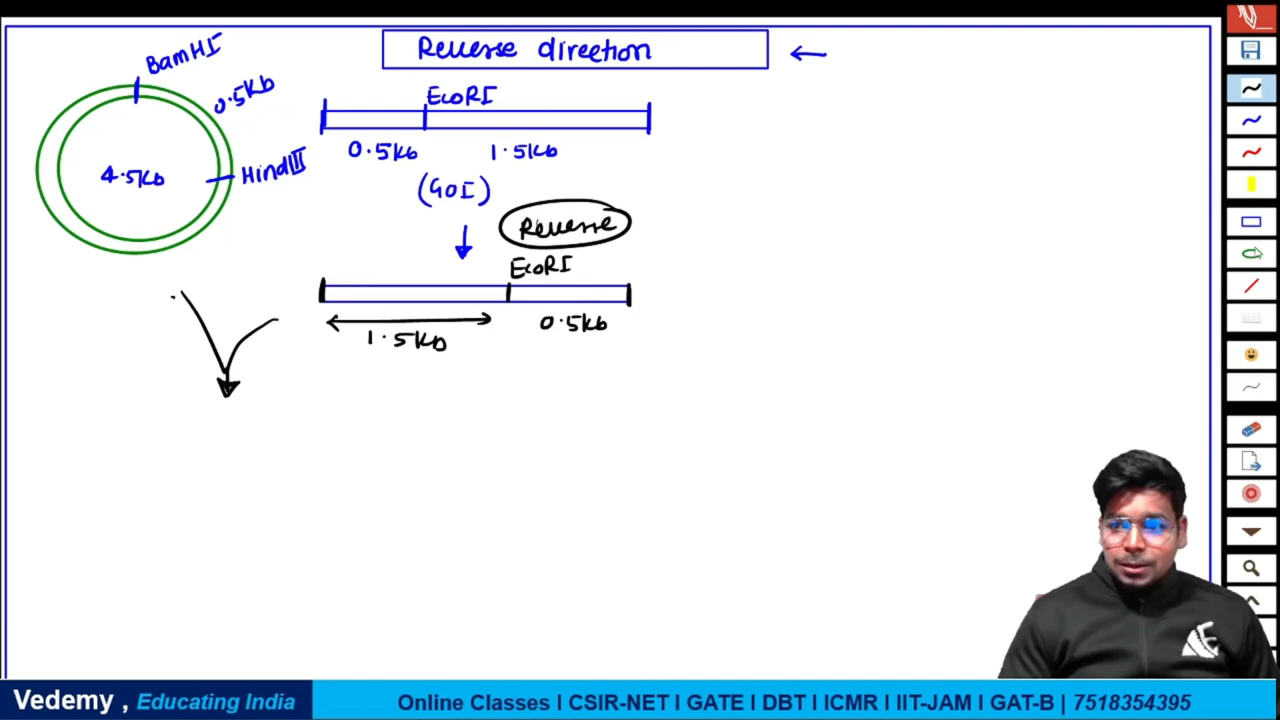 Reverse direction
BamHI
0.5Kb
4.5Kb
HindIII
EcoRI
0.5Kb 1.5Kb
(GOI)
Reverse
EcoRI
1.5Kb
0.5Kb
Vedemy , Educating India
Online Classes I CSIR-NET I GATE I DBT I ICMR I IIT-JAM I GAT-B | 7518354395